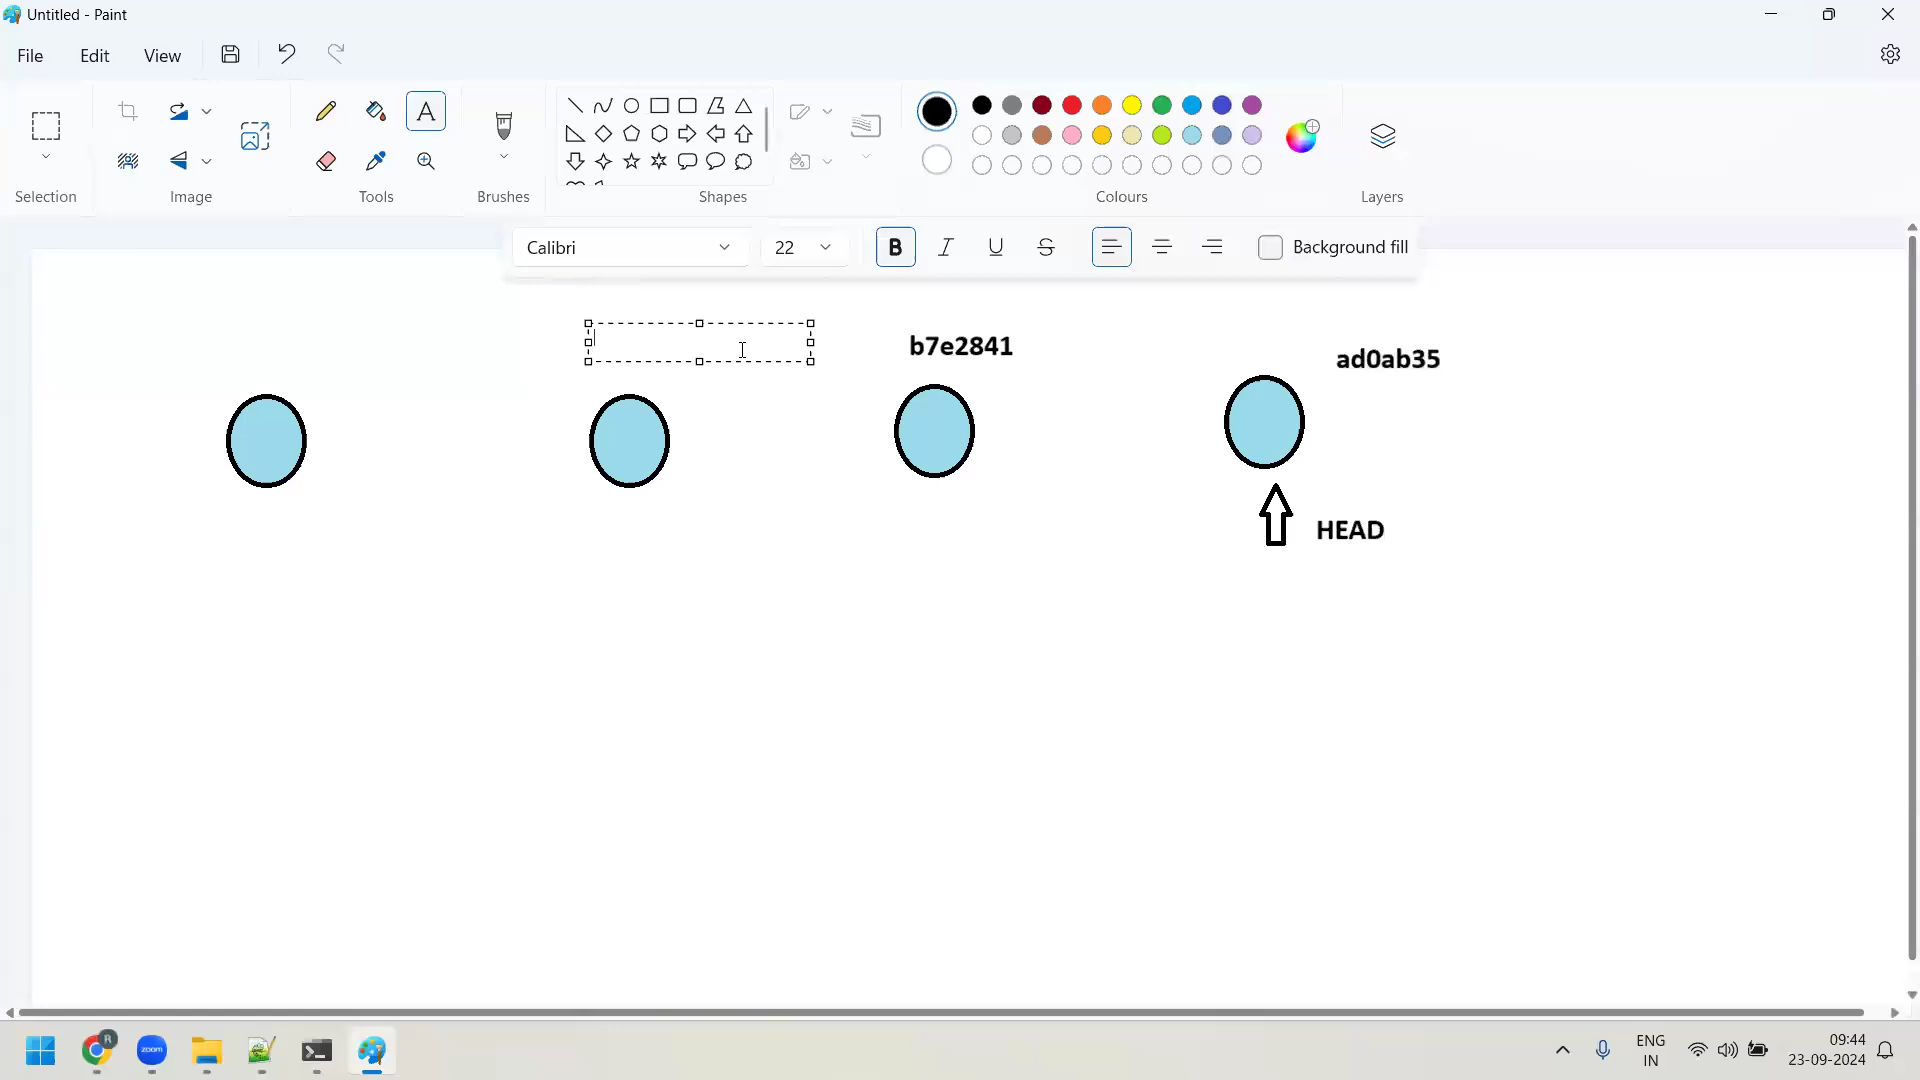 Untitled - Paint
File Edit View
Selection
Image
Tools
Brushes
Shapes
Colours
Layers
Calibri
22
B I U S
Background fill
b7e2841
ad0ab35
HEAD
R
zoom
ENG
IN
09:44
23-09-2024